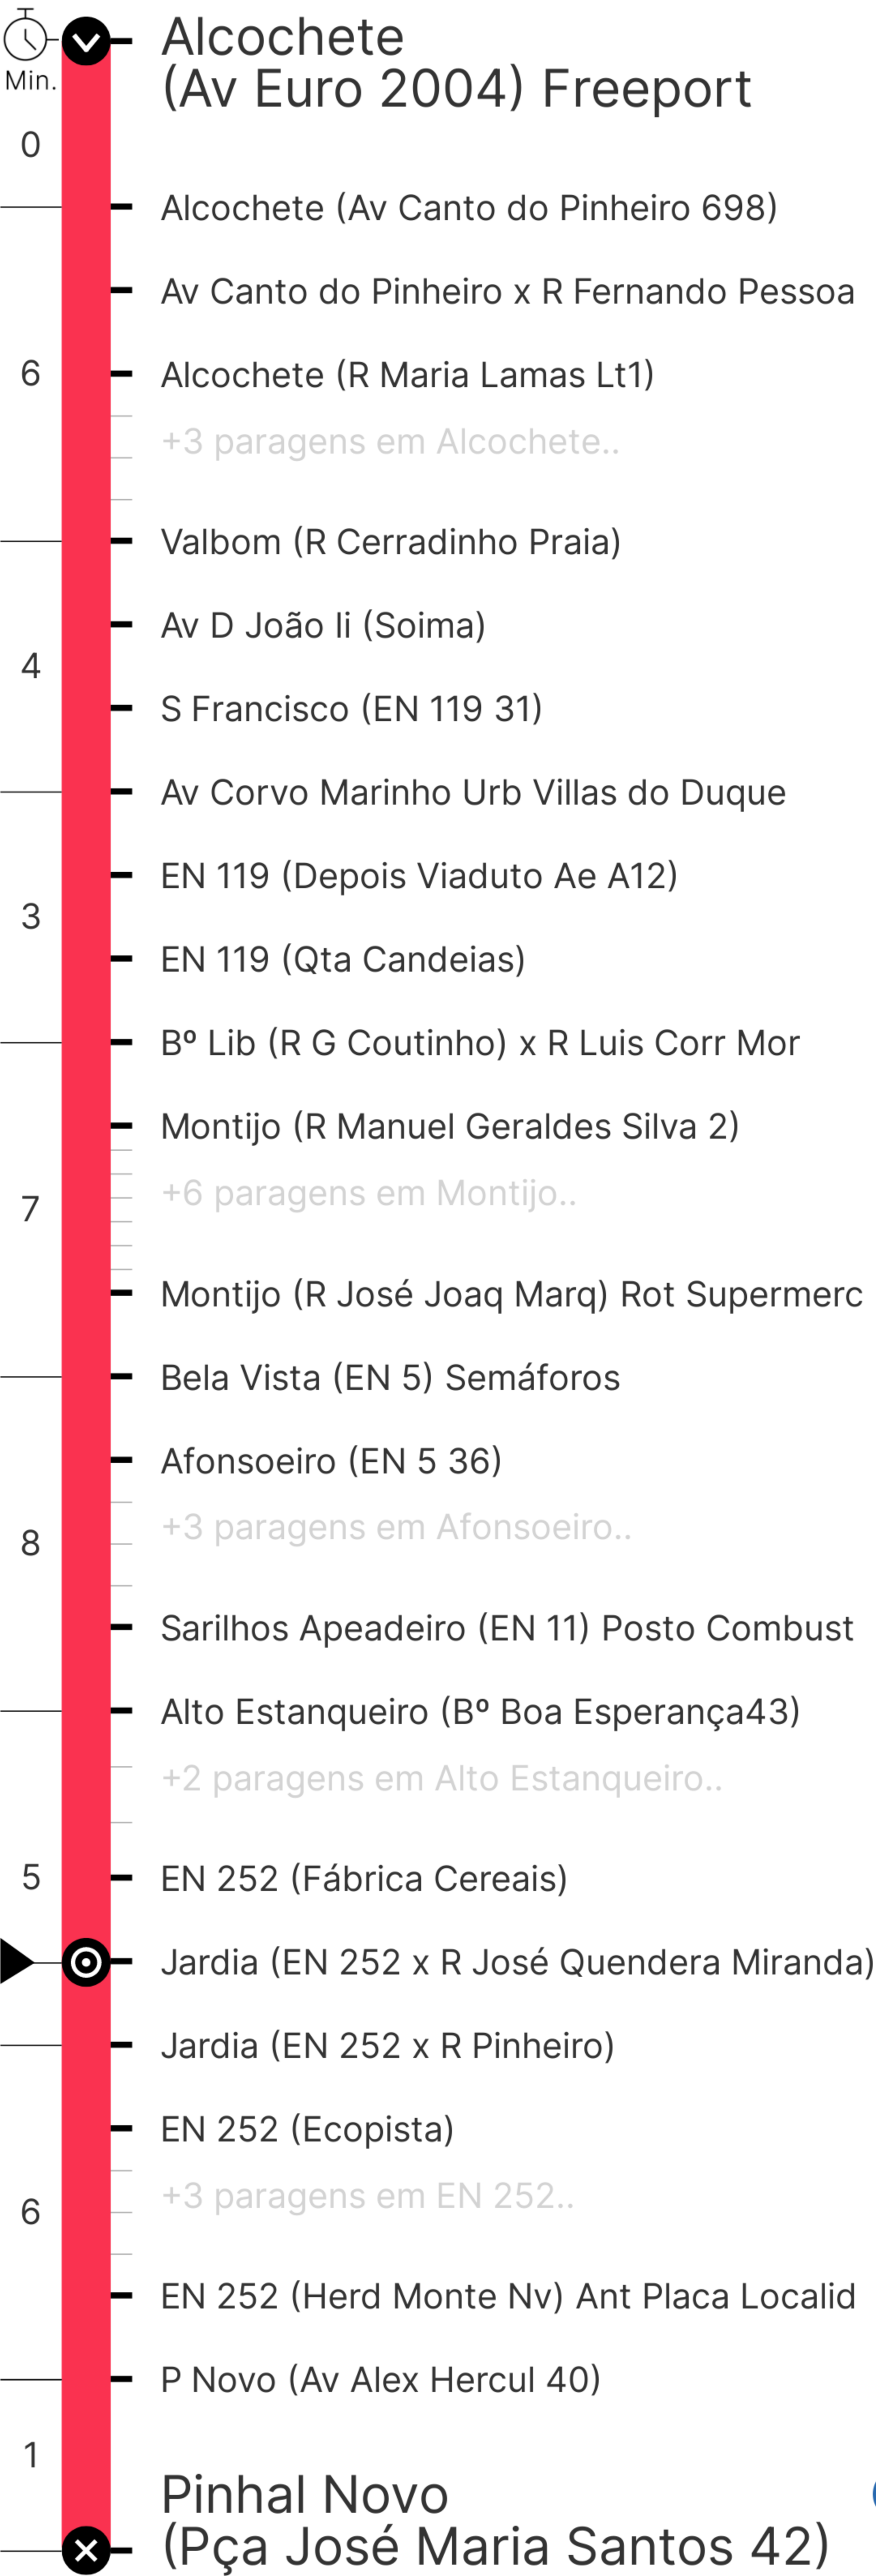 Alcochete
(Av Euro 2004) Freeport
Min.
0
Alcochete (Av Canto do Pinheiro 698)
Av Canto do Pinheiro x R Fernando Pessoa
6
Alcochete (R Maria Lamas Lt1)
+3 paragens em Alcochete..
Valbom (R Cerradinho Praia)
Av D João Ii (Soima)
4
S Francisco (EN 119 31)
Av Corvo Marinho Urb Villas do Duque
EN 119 (Depois Viaduto Ae A12)
3
EN 119 (Qta Candeias)
Bº Lib (R G Coutinho) x R Luis Corr Mor
Montijo (R Manuel Geraldes Silva 2)
+6 paragens em Montijo..
7
Montijo (R José Joaq Marq) Rot Supermerc
Bela Vista (EN 5) Semáforos
Afonsoeiro (EN 5 36)
+3 paragens em Afonsoeiro..
8
Sarilhos Apeadeiro (EN 11) Posto Combust
Alto Estanqueiro (Bº Boa Esperança43)
+2 paragens em Alto Estanqueiro..
5
EN 252 (Fábrica Cereais)
Jardia (EN 252 x R José Quendera Miranda)
Jardia (EN 252 x R Pinheiro)
EN 252 (Ecopista)
+3 paragens em EN 252..
6
EN 252 (Herd Monte Nv) Ant Placa Localid
P Novo (Av Alex Hercul 40)
1
Pinhal Novo
(Pça José Maria Santos 42)